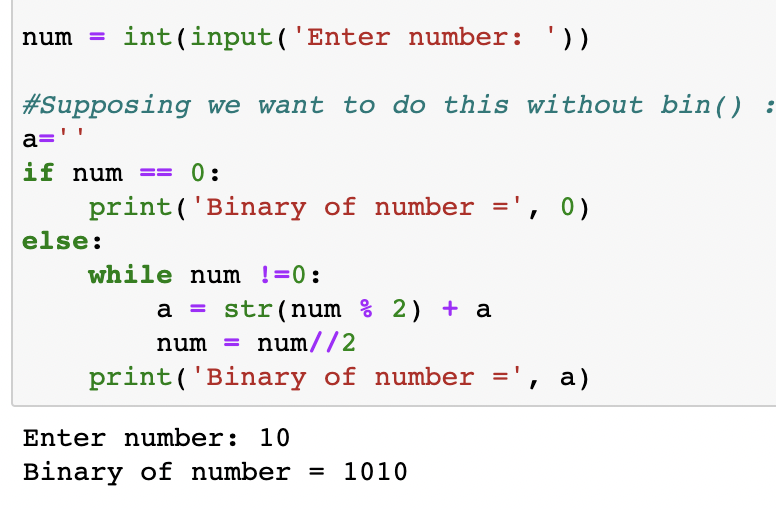 num = int(input('Enter number: '))
#Supposing we want to do this without bin() :
a=''
if num == 0:
    print('Binary of number =', 0)
else:
    while num !=0:
        a = str(num % 2) + a
        num = num//2
    print('Binary of number =', a)
Enter number: 10
Binary of number = 1010